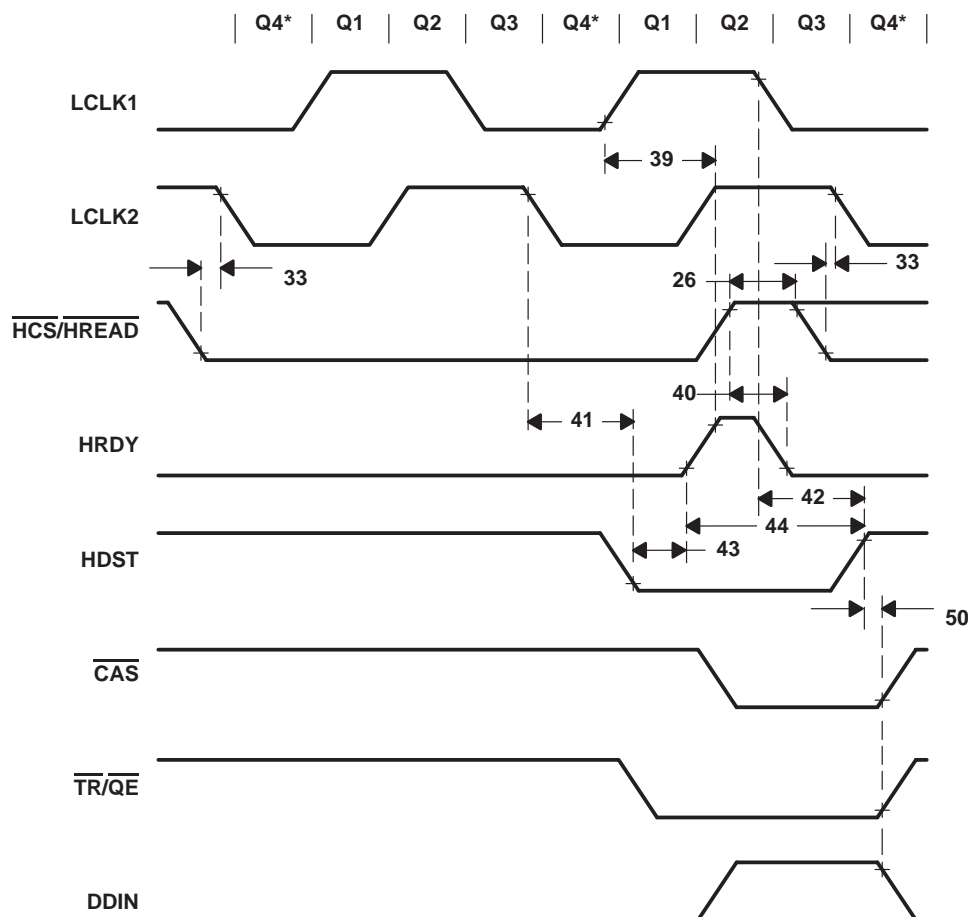 Q4* Q1 Q2 Q3 Q4* Q1 Q2 Q3 Q4*
LCLK1
39
LCLK2
33 33
26
HCS/HREAD
40
41
HRDY
42
44
43
HDST
50
CAS
TR/QE
DDIN